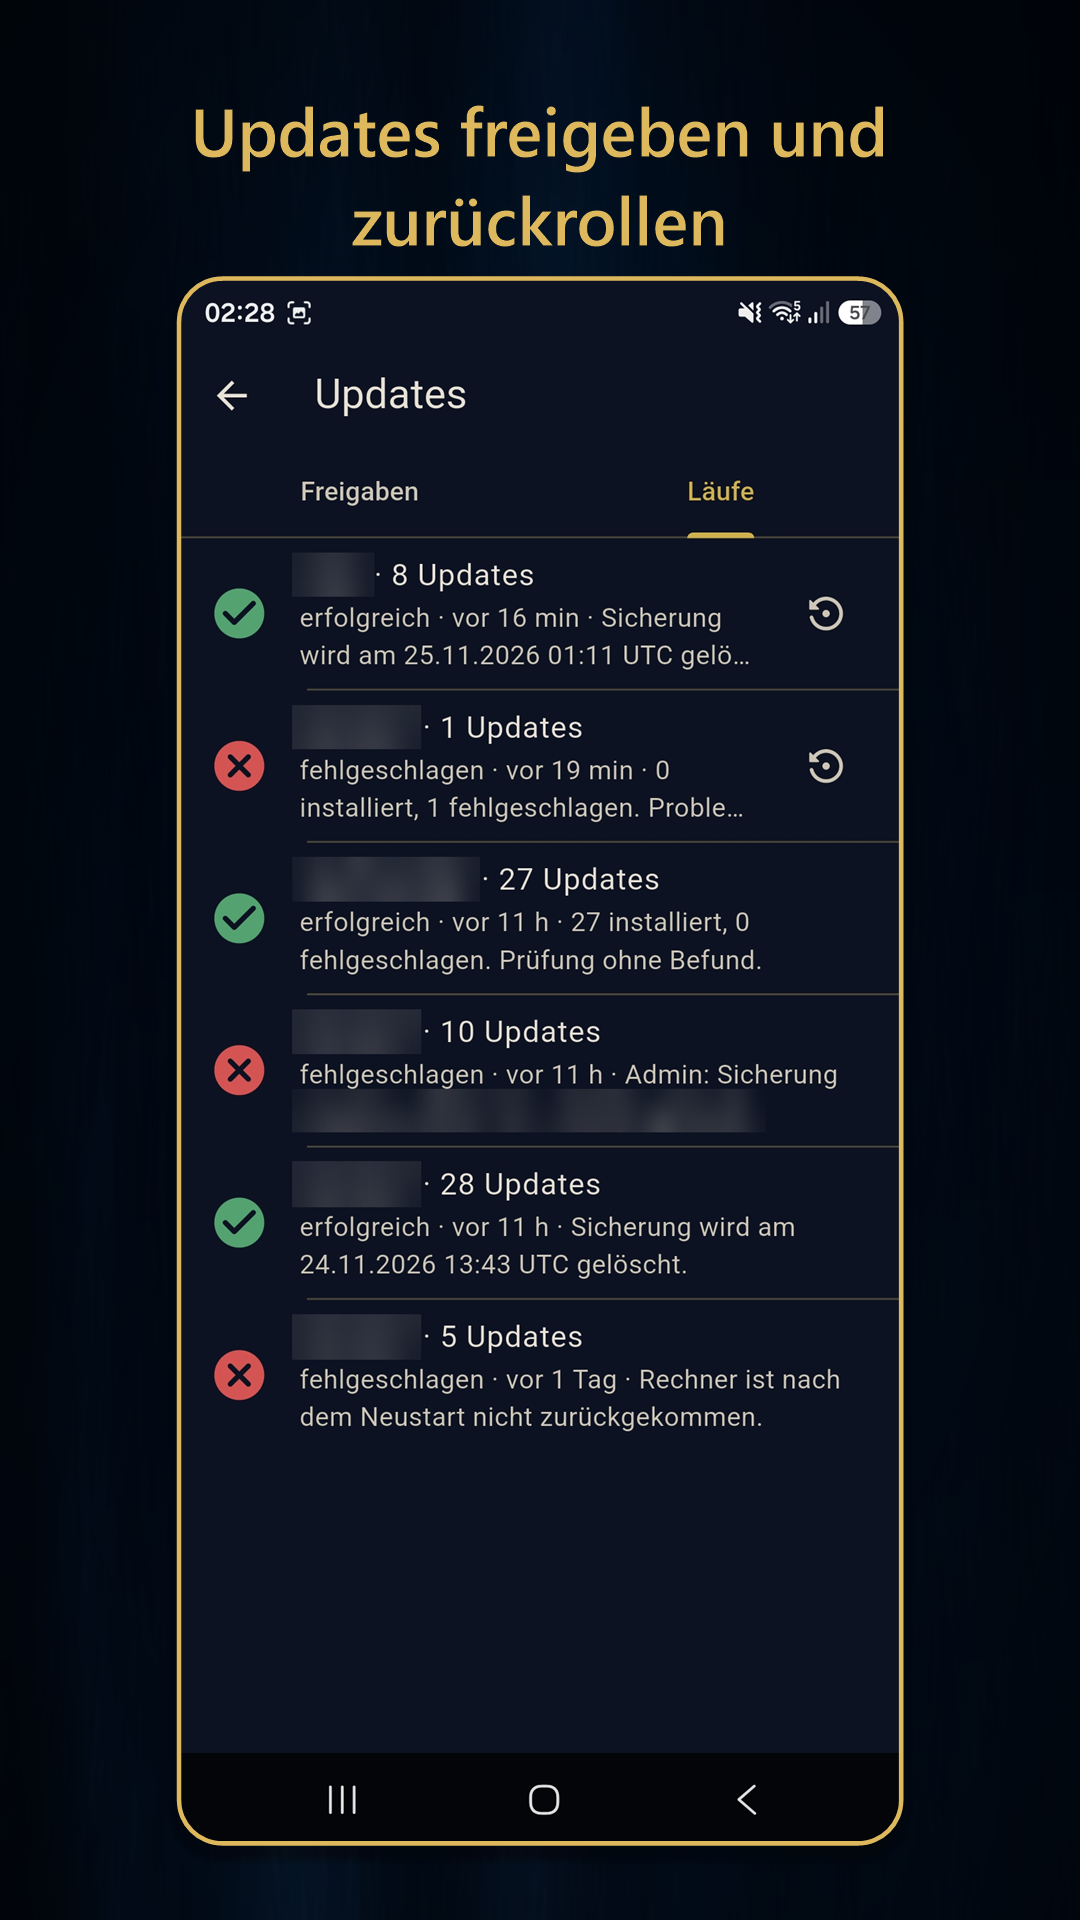 Updates freigeben und
zurückrollen
02:28
5
57
Updates
Freigaben
Läufe
· 8 Updates
erfolgreich · vor 16 min · Sicherung
wird am 25.11.2026 01:11 UTC gelö…
· 1 Updates
fehlgeschlagen · vor 19 min · 0
installiert, 1 fehlgeschlagen. Proble…
· 27 Updates
erfolgreich · vor 11 h · 27 installiert, 0
fehlgeschlagen. Prüfung ohne Befund.
· 10 Updates
fehlgeschlagen · vor 11 h · Admin: Sicherung
· 28 Updates
erfolgreich · vor 11 h · Sicherung wird am
24.11.2026 13:43 UTC gelöscht.
· 5 Updates
fehlgeschlagen · vor 1 Tag · Rechner ist nach
dem Neustart nicht zurückgekommen.